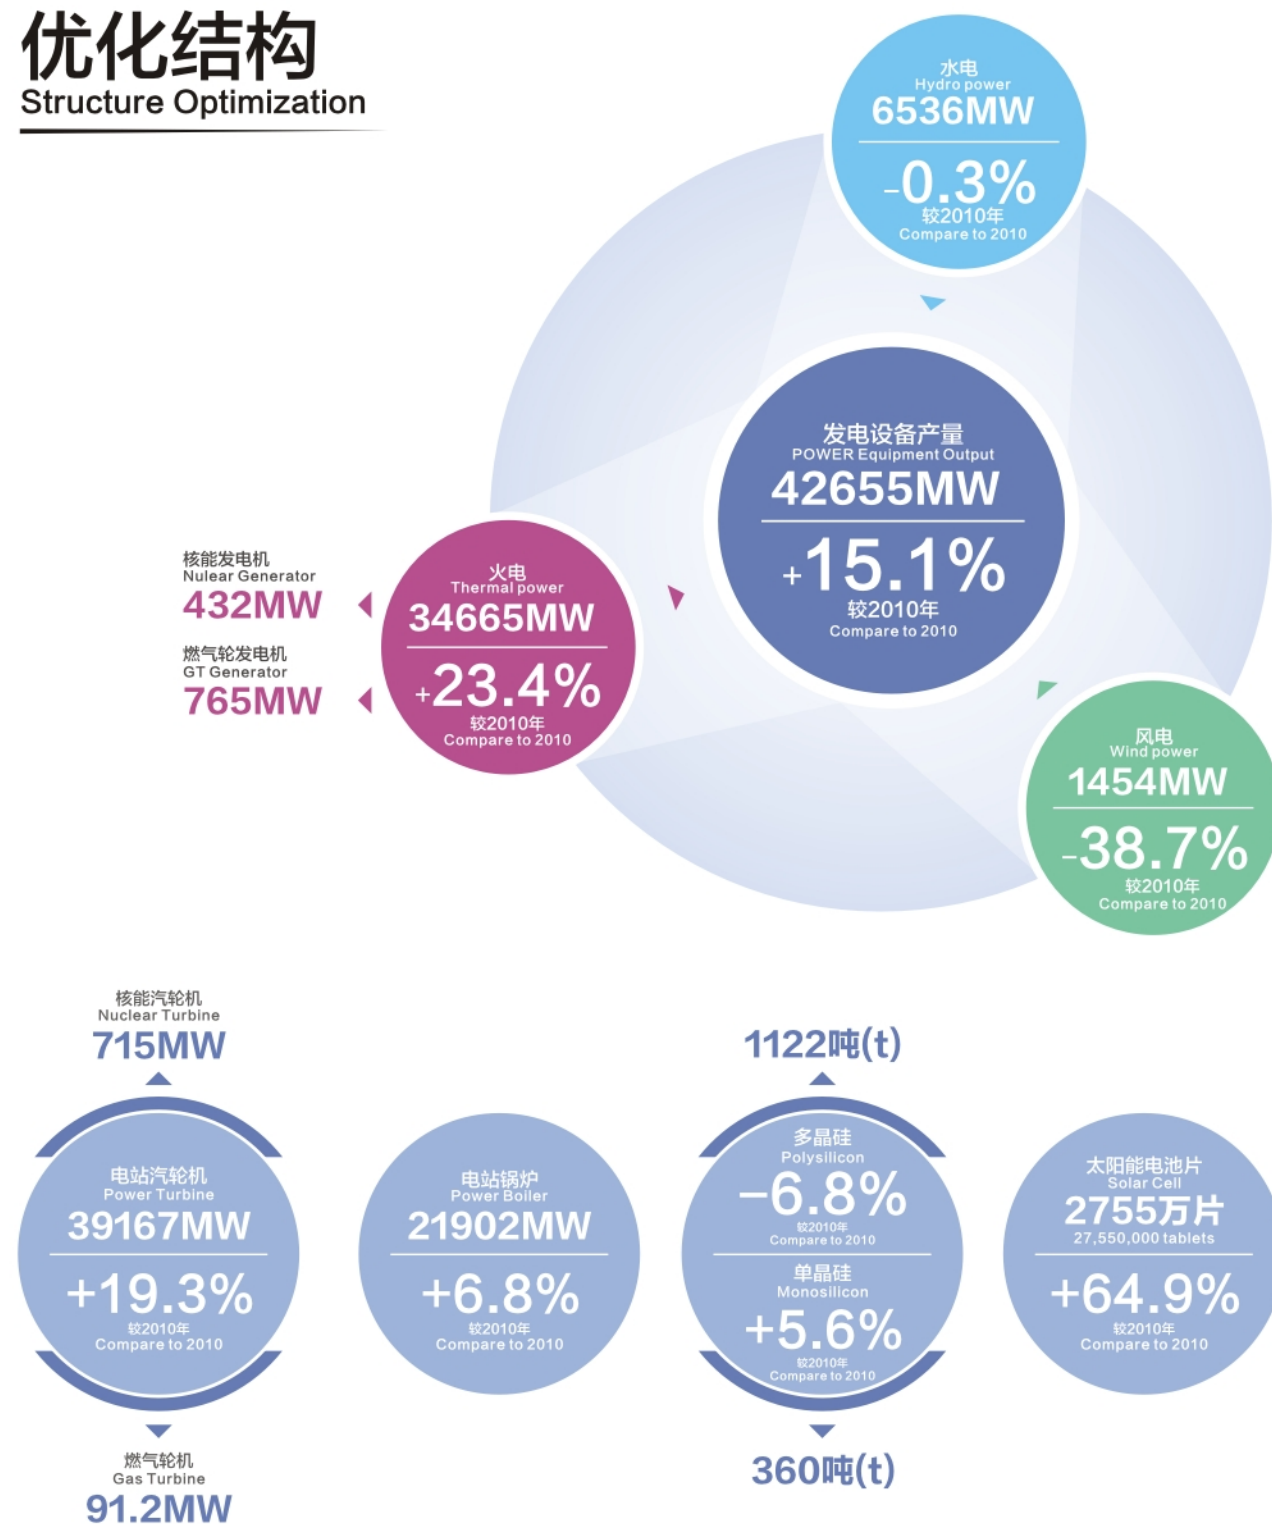 优化结构
Structure Optimization
水电
Hydro power
6536MW
-0.3%
较2010年
Compare to 2010
发电设备产量
POWER Equipment Output
42655MW
+15.1%
较2010年
Compare to 2010
核能发电机
Nulear Generator
432MW
燃气轮发电机
GT Generator
765MW
火电
Thermal power
34665MW
+23.4%
较2010年
Compare to 2010
风电
Wind power
1454MW
-38.7%
较2010年
Compare to 2010
核能汽轮机
Nuclear Turbine
715MW
电站汽轮机
Power Turbine
39167MW
+19.3%
较2010年
Compare to 2010
燃气轮机
Gas Turbine
91.2MW
电站锅炉
Power Boiler
21902MW
+6.8%
较2010年
Compare to 2010
1122吨(t)
多晶硅
Polysilicon
-6.8%
较2010年
Compare to 2010
单晶硅
Monosilicon
+5.6%
较2010年
Compare to 2010
360吨(t)
太阳能电池片
Solar Cell
2755万片
27,550,000 tablets
+64.9%
较2010年
Compare to 2010